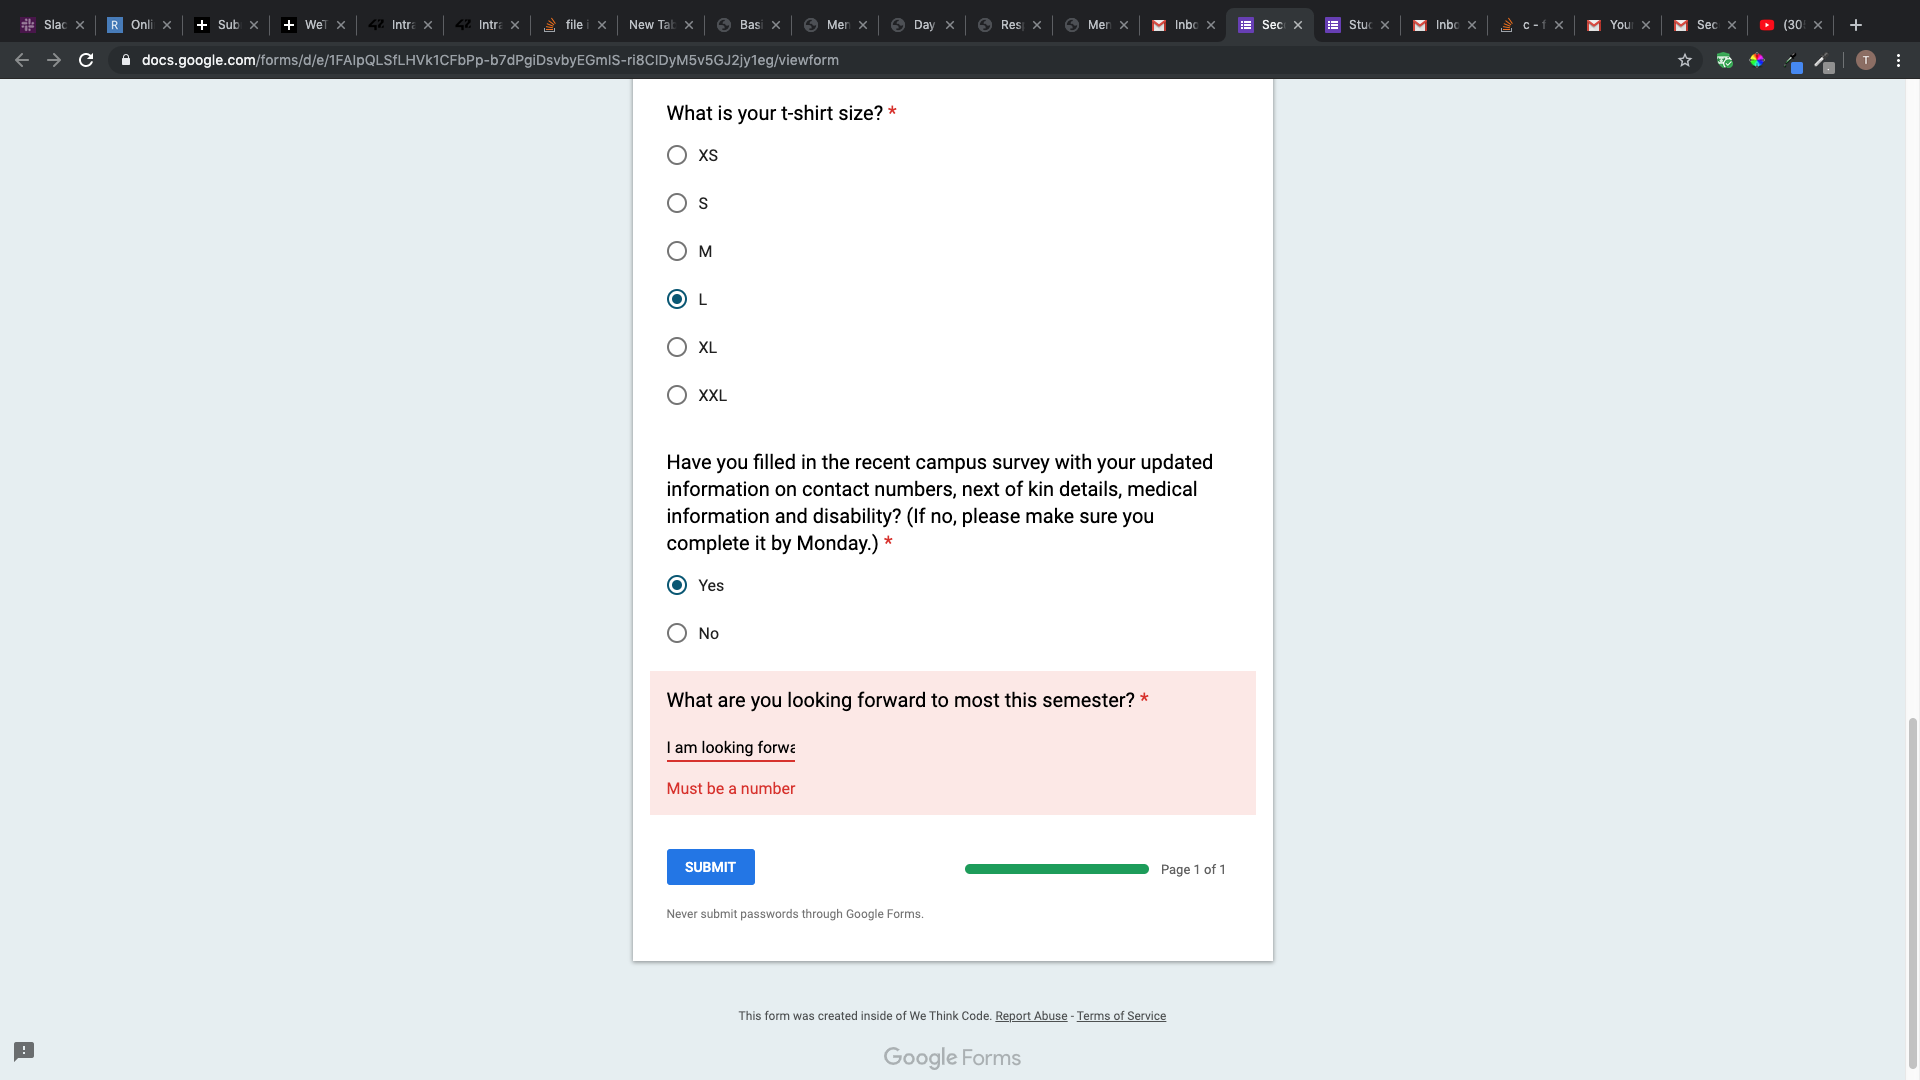 Slac Onli Sub WeT Intra Intra file i New Tab Basi Men Day Resp Men Inbo Sec Stud Inbo c - f You Sec (30
docs.google.com/forms/d/e/1FAIpQLSfLHVk1CFbPp-b7dPgiDsvbyEGmIS-ri8CIDyM5v5GJ2jy1eg/viewform
What is your t-shirt size? *
XS
S
M
L
XL
XXL
Have you filled in the recent campus survey with your updated
information on contact numbers, next of kin details, medical
information and disability? (If no, please make sure you
complete it by Monday.) *
Yes
No
What are you looking forward to most this semester? *
I am looking forwa
Must be a number
SUBMIT
Page 1 of 1
Never submit passwords through Google Forms.
This form was created inside of We Think Code. Report Abuse - Terms of Service
Google Forms